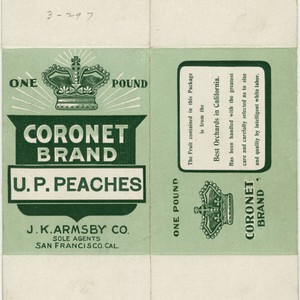 3-297
ONE POUND
CORONET
BRAND
U.P. PEACHES
J.K. ARMSBY CO.
SOLE AGENTS
SAN FRANCISCO. CAL.
The Fruit contained in this Package
is from the
Best Orchards in California.
Has been handled with the greatest
care and carefully selected as to size
and quality by intelligent white labor.
ONE POUND
CORONET
BRAND.